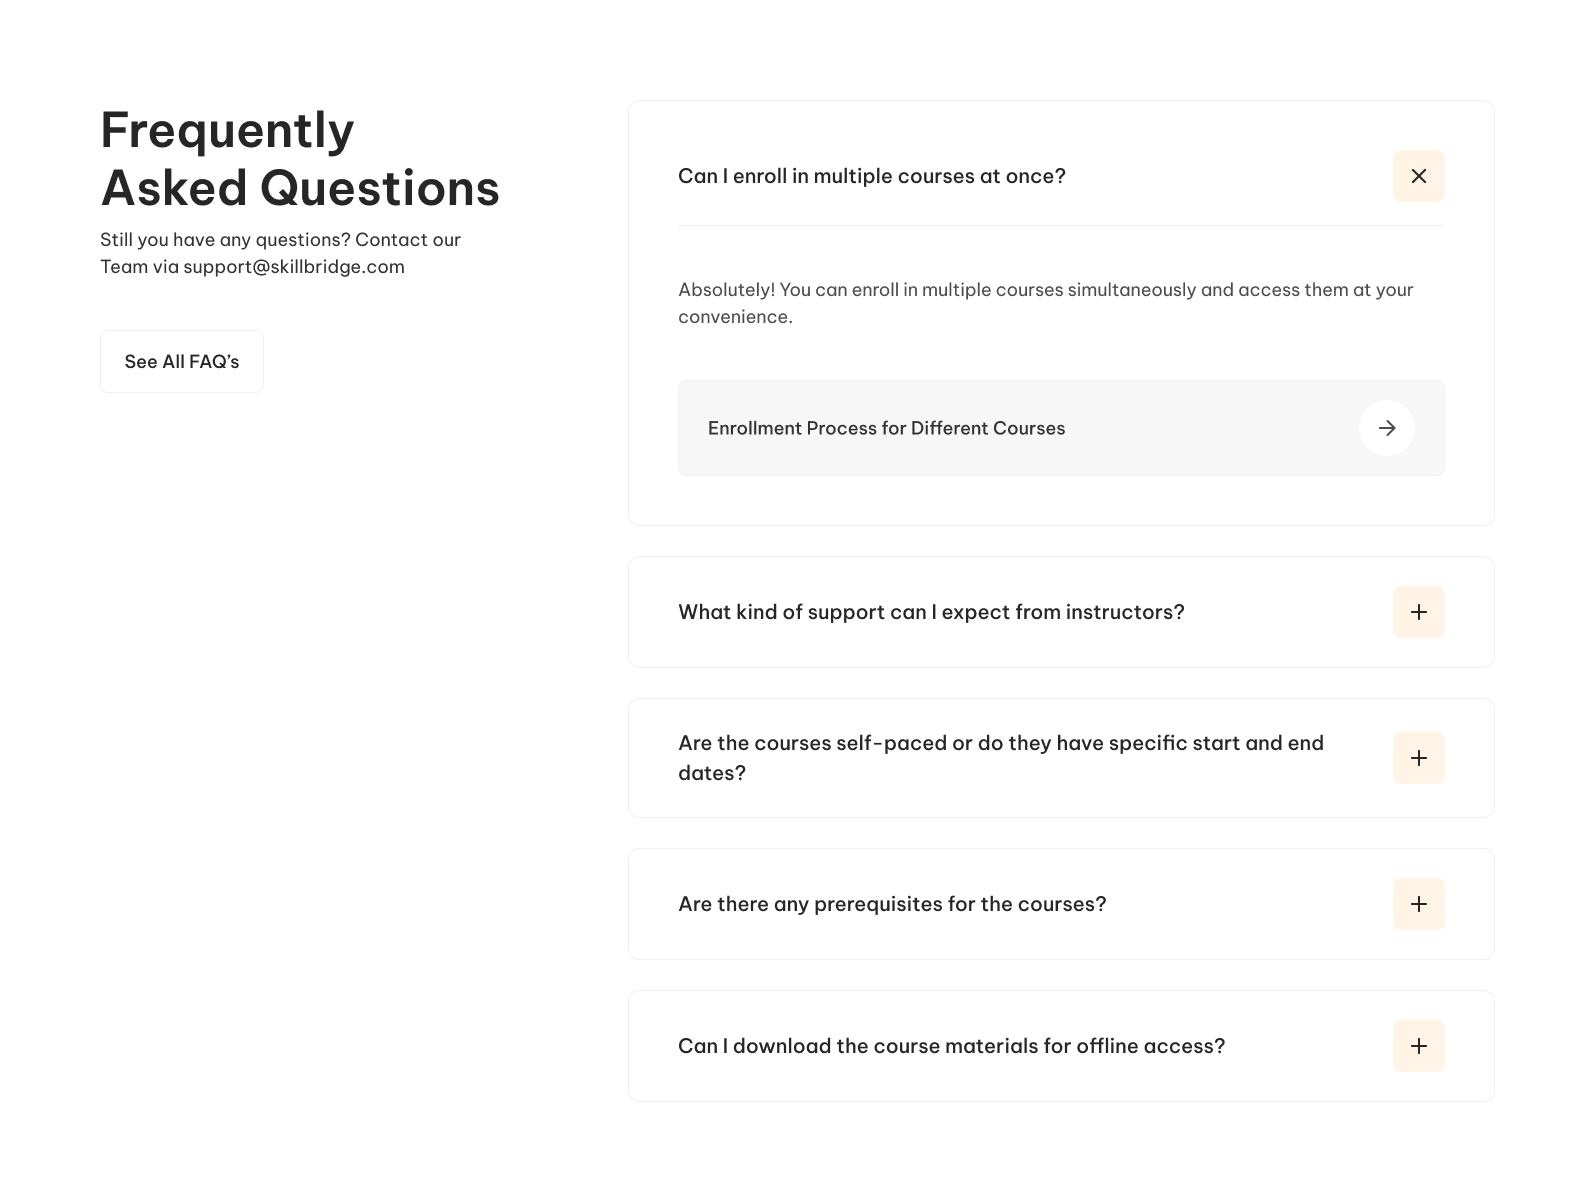 Frequently
Asked Questions
Still you have any questions? Contact our
Team via support@skillbridge.com
See All FAQ’s
Can I enroll in multiple courses at once?
Absolutely! You can enroll in multiple courses simultaneously and access them at your
convenience.
Enrollment Process for Different Courses
What kind of support can I expect from instructors?
Are the courses self-paced or do they have specific start and end
dates?
Are there any prerequisites for the courses?
Can I download the course materials for offline access?